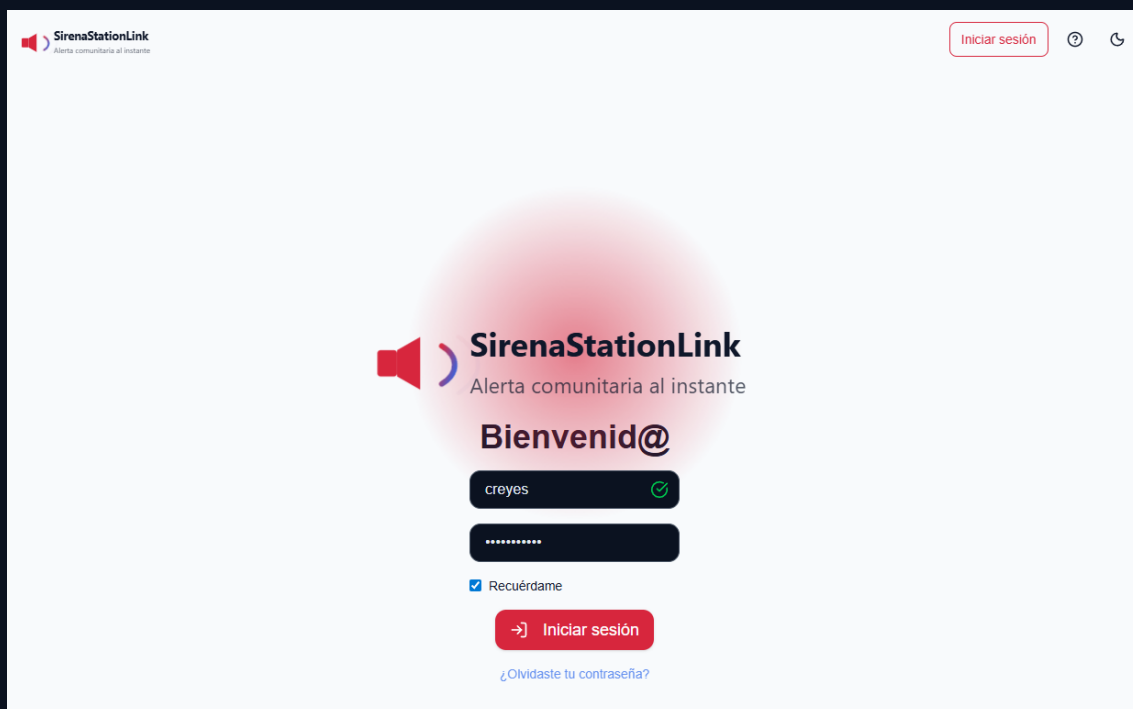 SirenaStationLink
Alerta comunitaria al instante
Iniciar sesión
SirenaStationLink
Alerta comunitaria al instante
Bienvenid@
creyes
•••••••••••
Recuérdame
Iniciar sesión
¿Olvidaste tu contraseña?